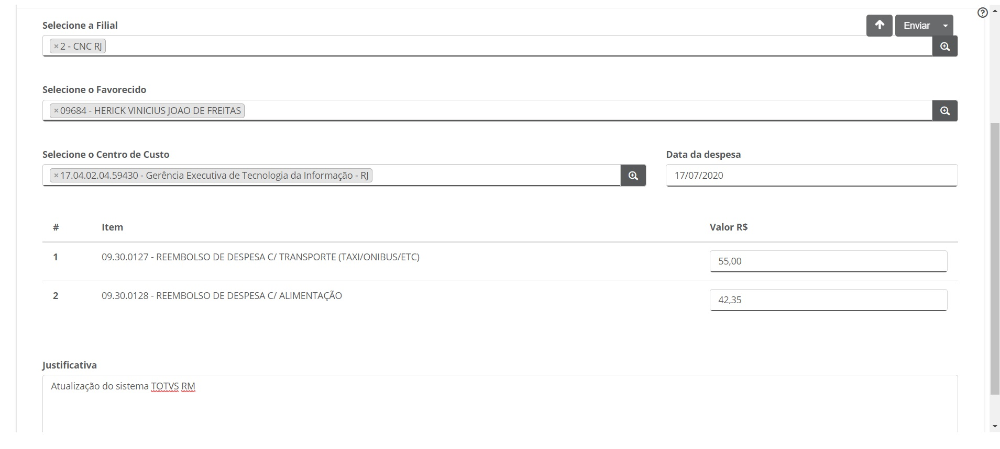 Selecione a Filial
Enviar
×2 - CNC RJ
Selecione o Favorecido
×09684 - HERICK VINICIUS JOAO DE FREITAS
Selecione o Centro de Custo
Data da despesa
×17.04.02.04.59430 - Gerência Executiva de Tecnologia da Informação - RJ
17/07/2020
# Item Valor R$
1 09.30.0127 - REEMBOLSO DE DESPESA C/ TRANSPORTE (TAXI/ONIBUS/ETC) 55,00
2 09.30.0128 - REEMBOLSO DE DESPESA C/ ALIMENTAÇÃO 42,35
Justificativa
Atualização do sistema TOTVS RM